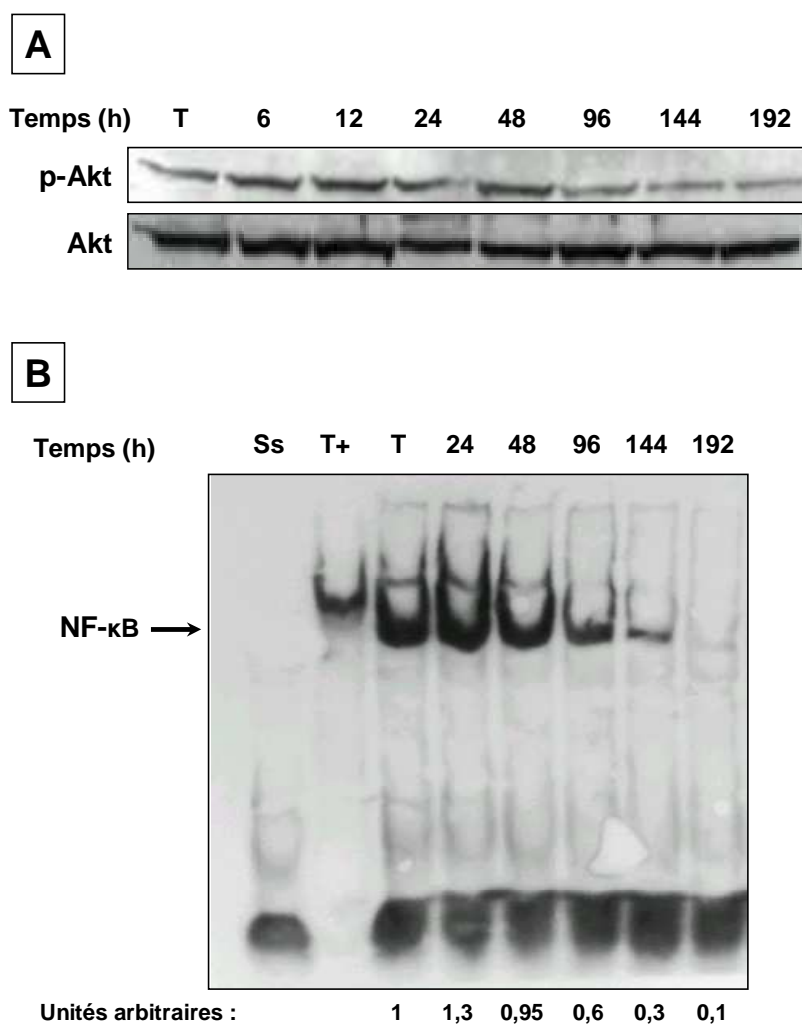 A
Temps (h) T 6 12 24 48 96 144 192
p-Akt
Akt
B
Temps (h) Ss T+ T 24 48 96 144 192
NF-κB
Unités arbitraires : 1 1,3 0,95 0,6 0,3 0,1